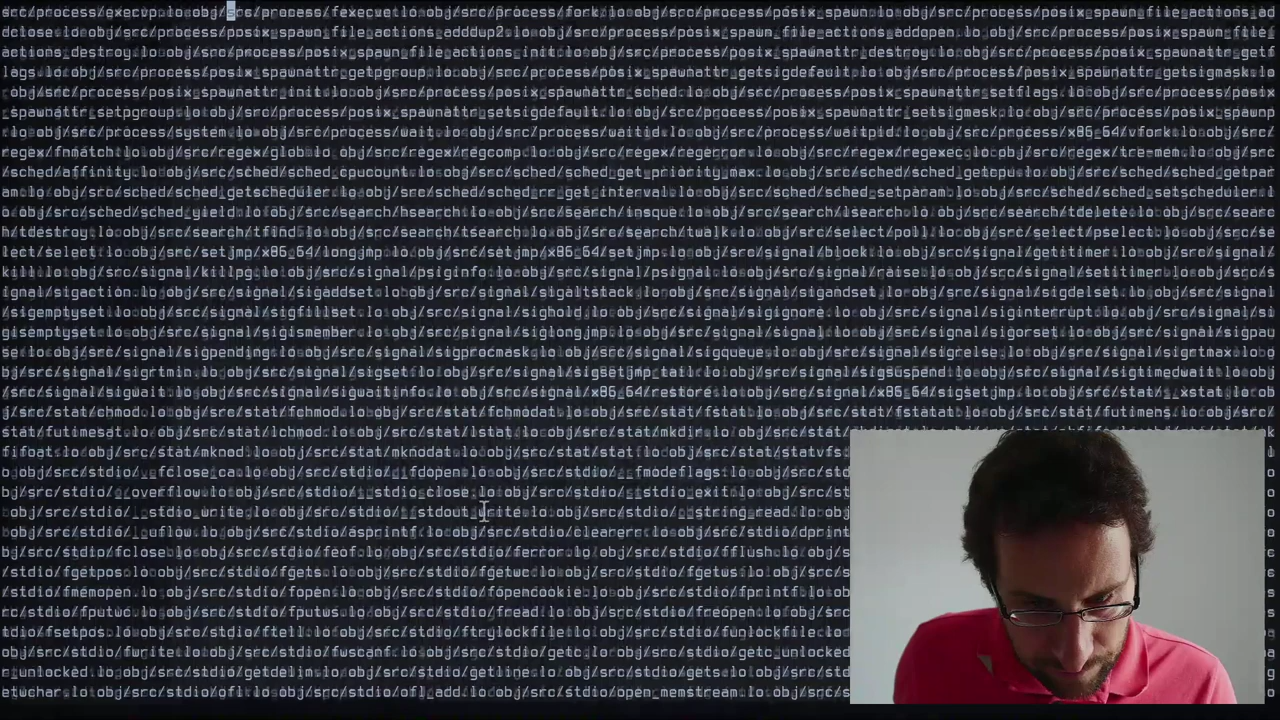 src/process/execvp.lo obj/src/process/fexecve.lo obj/src/process/fork.lo obj/src/process/posix_spawn.lo obj/src/process/posix_spawn_file_actions_ad
dclose.lo obj/src/process/posix_spawn_file_actions_adddup2.lo obj/src/process/posix_spawn_file_actions_addopen.lo obj/src/process/posix_spawn_file_
actions_destroy.lo obj/src/process/posix_spawn_file_actions_init.lo obj/src/process/posix_spawnattr_destroy.lo obj/src/process/posix_spawnattr_getf
lags.lo obj/src/process/posix_spawnattr_getpgroup.lo obj/src/process/posix_spawnattr_getsigdefault.lo obj/src/process/posix_spawnattr_getsigmask.lo
obj/src/process/posix_spawnattr_init.lo obj/src/process/posix_spawnattr_sched.lo obj/src/process/posix_spawnattr_setflags.lo obj/src/process/posix
_spawnattr_setpgroup.lo obj/src/process/posix_spawnattr_setsigdefault.lo obj/src/process/posix_spawnattr_setsigmask.lo obj/src/process/posix_spawnp
.lo obj/src/process/system.lo obj/src/process/wait.lo obj/src/process/waitid.lo obj/src/process/waitpid.lo obj/src/process/x86_64/vfork.lo obj/src/
regex/fnmatch.lo obj/src/regex/glob.lo obj/src/regex/regcomp.lo obj/src/regex/regerror.lo obj/src/regex/regexec.lo obj/src/regex/tre-mem.lo obj/src
/sched/affinity.lo obj/src/sched/sched_cpucount.lo obj/src/sched/sched_get_priority_max.lo obj/src/sched/sched_getcpu.lo obj/src/sched/sched_getpar
am.lo obj/src/sched/sched_getscheduler.lo obj/src/sched/sched_rr_get_interval.lo obj/src/sched/sched_setparam.lo obj/src/sched/sched_setscheduler.l
o obj/src/sched/sched_yield.lo obj/src/search/hsearch.lo obj/src/search/insque.lo obj/src/search/lsearch.lo obj/src/search/tdelete.lo obj/src/searc
h/tdestroy.lo obj/src/search/tfind.lo obj/src/search/tsearch.lo obj/src/search/twalk.lo obj/src/select/poll.lo obj/src/select/pselect.lo obj/src/se
lect/select.lo obj/src/setjmp/x86_64/longjmp.lo obj/src/setjmp/x86_64/setjmp.lo obj/src/signal/block.lo obj/src/signal/getitimer.lo obj/src/signal/
kill.lo obj/src/signal/killpg.lo obj/src/signal/psiginfo.lo obj/src/signal/psignal.lo obj/src/signal/raise.lo obj/src/signal/setitimer.lo obj/src/s
ignal/sigaction.lo obj/src/signal/sigaddset.lo obj/src/signal/sigaltstack.lo obj/src/signal/sigandset.lo obj/src/signal/sigdelset.lo obj/src/signal
/sigemptyset.lo obj/src/signal/sigfillset.lo obj/src/signal/sighold.lo obj/src/signal/sigignore.lo obj/src/signal/siginterrupt.lo obj/src/signal/si
gisemptyset.lo obj/src/signal/sigismember.lo obj/src/signal/siglongjmp.lo obj/src/signal/signal.lo obj/src/signal/sigorset.lo obj/src/signal/sigpau
se.lo obj/src/signal/sigpending.lo obj/src/signal/sigprocmask.lo obj/src/signal/sigqueue.lo obj/src/signal/sigrelse.lo obj/src/signal/sigrtmax.lo o
bj/src/signal/sigrtmin.lo obj/src/signal/sigset.lo obj/src/signal/sigsetjmp_tail.lo obj/src/signal/sigsuspend.lo obj/src/signal/sigtimedwait.lo obj
/src/signal/sigwait.lo obj/src/signal/sigwaitinfo.lo obj/src/signal/x86_64/restore.lo obj/src/signal/x86_64/sigsetjmp.lo obj/src/stat/__xstat.lo ob
j/src/stat/chmod.lo obj/src/stat/fchmod.lo obj/src/stat/fchmodat.lo obj/src/stat/fstat.lo obj/src/stat/fstatat.lo obj/src/stat/futimens.lo obj/src/
stat/futimesat.lo obj/src/stat/lchmod.lo obj/src/stat/lstat.lo obj/src/stat/mkdir.lo
fifoat.lo obj/src/stat/mknod.lo obj/src/stat/mknodat.lo obj/src/stat/stat.lo obj/src/stat/statvfs
obj/src/stdio/__fclose_ca.lo obj/src/stdio/__fdopen.lo obj/src/stdio/__fmodeflags.lo
bj/src/stdio/__overflow.lo obj/src/stdio/__stdio_close.lo obj/src/stdio/__stdio_exit.lo
obj/src/stdio/__stdio_write.lo obj/src/stdio/__stdout_write.lo obj/src/stdio/__string_read.lo
obj/src/stdio/__uflow.lo obj/src/stdio/asprintf.lo obj/src/stdio/clearerr.lo obj/src/stdio/dprint
bj/src/stdio/fclose.lo obj/src/stdio/feof.lo obj/src/stdio/ferror.lo obj/src/stdio/fflush.lo
/stdio/fgetpos.lo obj/src/stdio/fgets.lo obj/src/stdio/fgetwc.lo obj/src/stdio/fgetws.lo
/stdio/fmemopen.lo obj/src/stdio/fopen.lo obj/src/stdio/fopencookie.lo obj/src/stdio/fprintf.lo
rc/stdio/fputwc.lo obj/src/stdio/fputws.lo obj/src/stdio/fread.lo obj/src/stdio/freopen.lo
tdio/fsetpos.lo obj/src/stdio/ftell.lo obj/src/stdio/ftrylockfile.lo obj/src/stdio/funlockfile.lo
dio/fwrite.lo obj/src/stdio/fwscanf.lo obj/src/stdio/getc.lo obj/src/stdio/getc_unlocked
r_unlocked.lo obj/src/stdio/getdelim.lo obj/src/stdio/getline.lo obj/src/stdio/gets.lo
etwchar.lo obj/src/stdio/ofl.lo obj/src/stdio/ofl_add.lo obj/src/stdio/open_memstream.lo